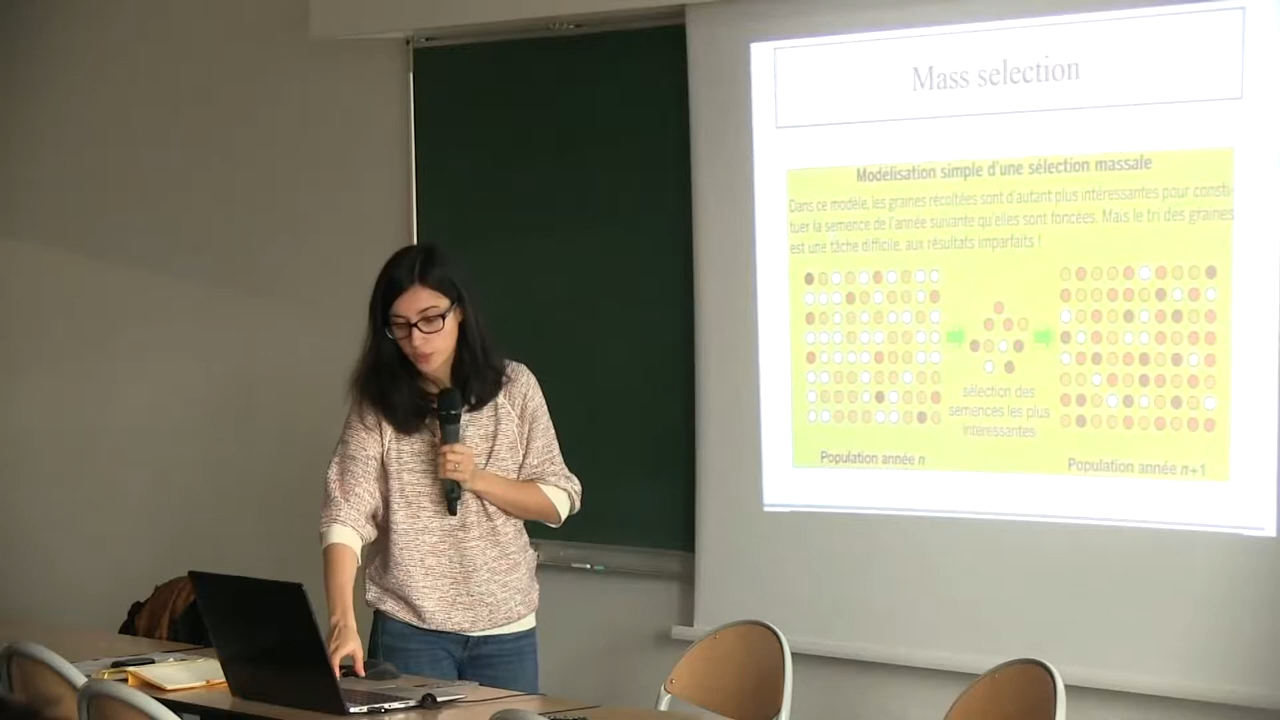 Mass selection
Modélisation simple d'une sélection massale
Dans ce modèle, les graines récoltées sont d'autant plus intéressantes pour consti-
tuer la semence de l'année suivante qu'elles sont foncées. Mais le tri des graines
est une tâche difficile, aux résultats imparfaits !
sélection des
semences les plus
intéressantes
Population année n
Population année n+1